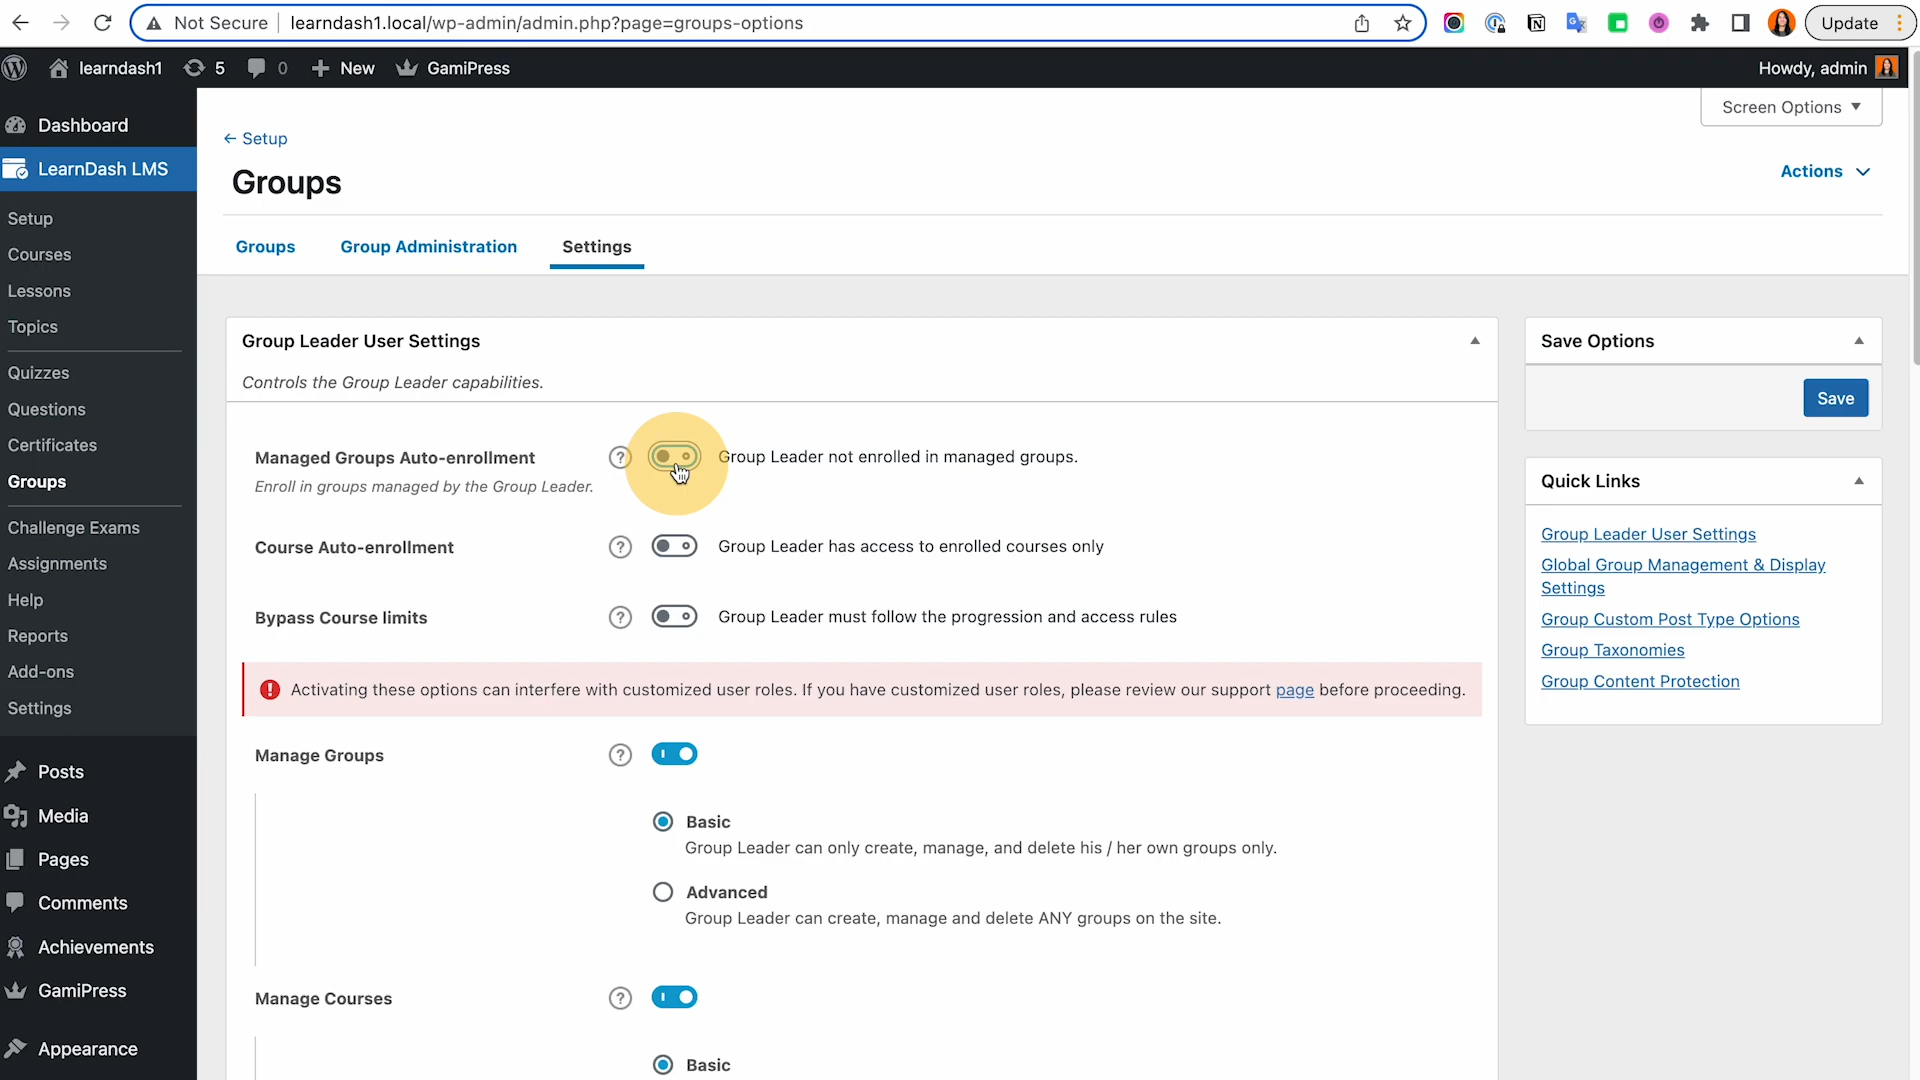 Not Secure
learndash1.local/wp-admin/admin.php?page=groups-options
Update
learndash1
5
0
New
GamiPress
Howdy, admin
Dashboard
LearnDash LMS
Setup
Courses
Lessons
Topics
Quizzes
Questions
Certificates
Groups
Challenge Exams
Assignments
Help
Reports
Add-ons
Settings
Posts
Media
Pages
Comments
Achievements
GamiPress
Appearance
Screen Options
← Setup
Groups
Actions
Groups
Group Administration
Settings
Group Leader User Settings
Controls the Group Leader capabilities.
Managed Groups Auto-enrollment
Enroll in groups managed by the Group Leader.
Group Leader not enrolled in managed groups.
Course Auto-enrollment
Group Leader has access to enrolled courses only
Bypass Course limits
Group Leader must follow the progression and access rules
Activating these options can interfere with customized user roles. If you have customized user roles, please review our support page before proceeding.
Manage Groups
Basic
Group Leader can only create, manage, and delete his / her own groups only.
Advanced
Group Leader can create, manage and delete ANY groups on the site.
Manage Courses
Basic
Save Options
Save
Quick Links
Group Leader User Settings
Global Group Management & Display
Settings
Group Custom Post Type Options
Group Taxonomies
Group Content Protection